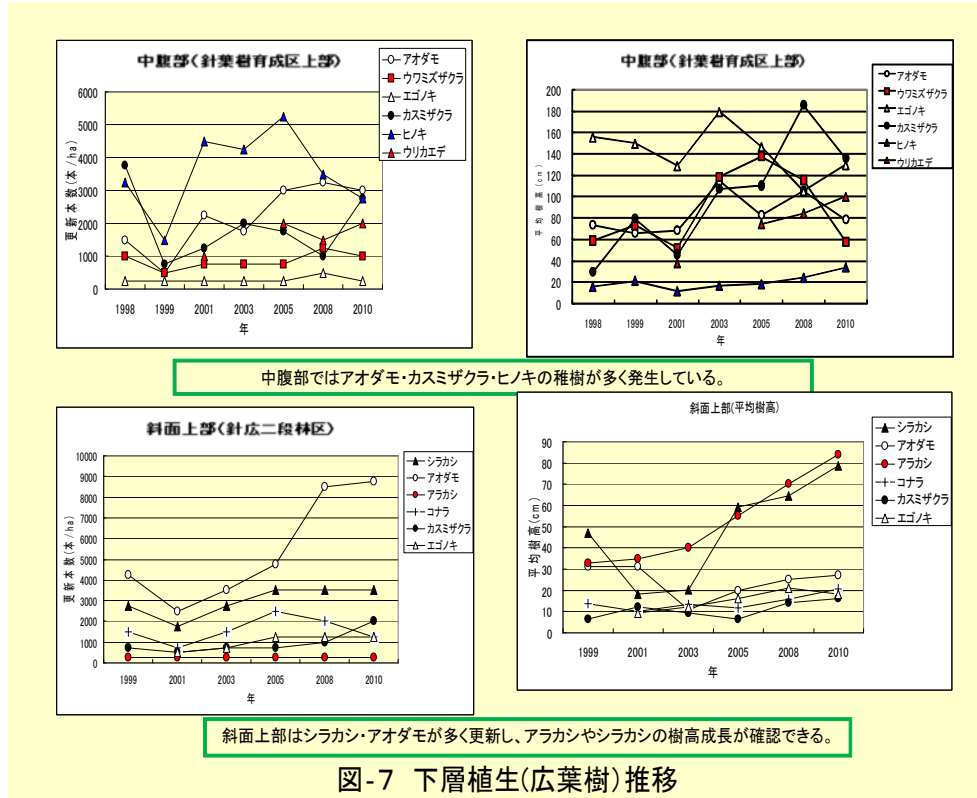 中腹部(針葉樹育成区上部)
アオダモ
ウワミズザクラ
エゴノキ
カスミザクラ
ヒノキ
ウリカエデ
更新本数(本/ha)
6000
5000
4000
3000
2000
1000
0
1998 1999 2001 2003 2005 2008 2010
年
中腹部(針葉樹育成区上部)
アオダモ
ウワミズザクラ
エゴノキ
カスミザクラ
ヒノキ
ウリカエデ
平均樹高(cm)
200
180
160
140
120
100
80
60
40
20
0
1998 1999 2001 2003 2005 2008 2010
年
中腹部ではアオダモ・カスミザクラ・ヒノキの稚樹が多く発生している。
斜面上部(針広二段林区)
シラカシ
アオダモ
アラカシ
コナラ
カスミザクラ
エゴノキ
更新本数(本/ha)
10000
9000
8000
7000
6000
5000
4000
3000
2000
1000
0
1999 2001 2003 2005 2008 2010
年
斜面上部(平均樹高)
シラカシ
アオダモ
アラカシ
コナラ
カスミザクラ
エゴノキ
平均樹高(cm)
90
80
70
60
50
40
30
20
10
0
1999 2001 2003 2005 2008 2010
年
斜面上部はシラカシ・アオダモが多く更新し、アラカシやシラカシの樹高成長が確認できる。
図-7 下層植生(広葉樹)推移